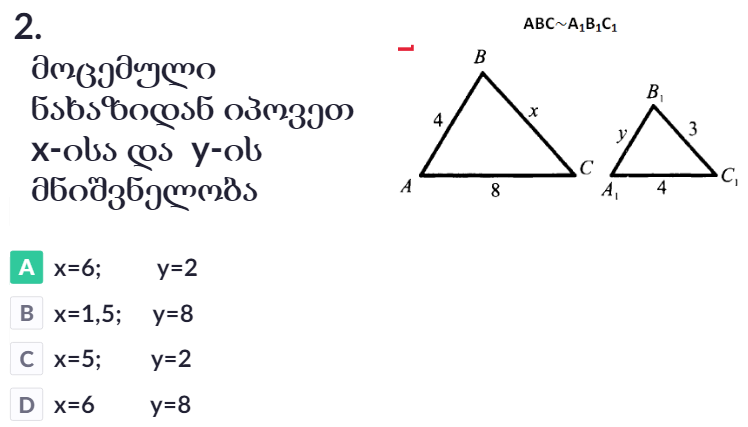 2.
მოცემული
ნახაზიდან იპოვეთ
x-ისა და y-ის
მნიშვნელობა
ABC~A₁B₁C₁
B
4
x
A
8
C
B₁
y
3
A₁
4
C₁
A x=6; y=2
B x=1,5; y=8
C x=5; y=2
D x=6 y=8